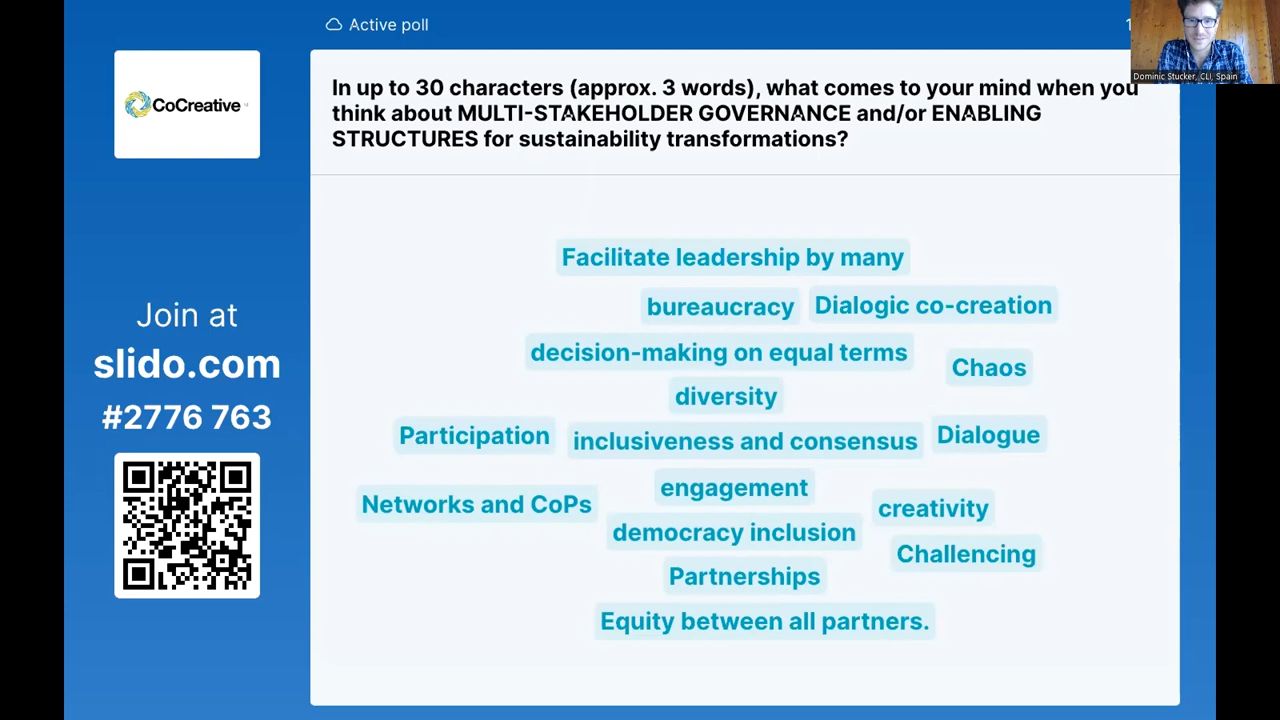 Active poll
1
Dominic Stucker, CLI, Spain
CoCreative
In up to 30 characters (approx. 3 words), what comes to your mind when you
think about MULTI-STAKEHOLDER GOVERNANCE and/or ENABLING
STRUCTURES for sustainability transformations?
Join at
slido.com
#2776 763
Facilitate leadership by many
bureaucracy
Dialogic co-creation
decision-making on equal terms
Chaos
diversity
Participation
inclusiveness and consensus
Dialogue
engagement
Networks and CoPs
creativity
democracy inclusion
Challencing
Partnerships
Equity between all partners.